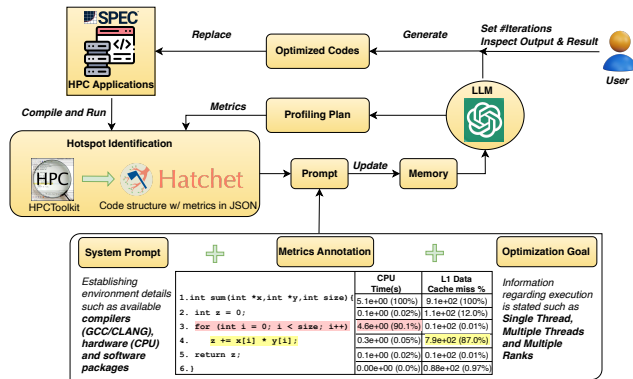 spec
HPC Applications
Replace
Optimized Codes
Generate
Set #Iterations
Inspect Output & Result
User
Compile and Run
Metrics
Profiling Plan
LLM
Hotspot Identification
HPC
HPCToolkit
Hatchet
Code structure w/ metrics in JSON
Prompt
Update
Memory
System Prompt
Metrics Annotation
Optimization Goal
Establishing
environment details
such as available
compilers
(GCC/CLANG),
hardware (CPU)
and software
packages
CPU Time(s)
L1 Data Cache miss %
1.int sum(int *x,int *y,int size){ 5.1e+00 (100%) 9.1e+02 (100%)
2. int z = 0; 0.1e+00 (0.02%) 1.1e+02 (12.0%)
3. for (int i = 0; i < size; i++) 4.6e+00 (90.1%) 0.1e+02 (0.01%)
4. z += x[i] * y[i]; 0.3e+00 (0.05%) 7.9e+02 (87.0%)
5. return z; 0.1e+00 (0.02%) 0.1e+02 (0.01%)
6.} 0.00e+00 (0.0%) 0.88e+02 (0.97%)
Information
regarding execution
is stated such as
Single Thread,
Multiple Threads
and Multiple
Ranks